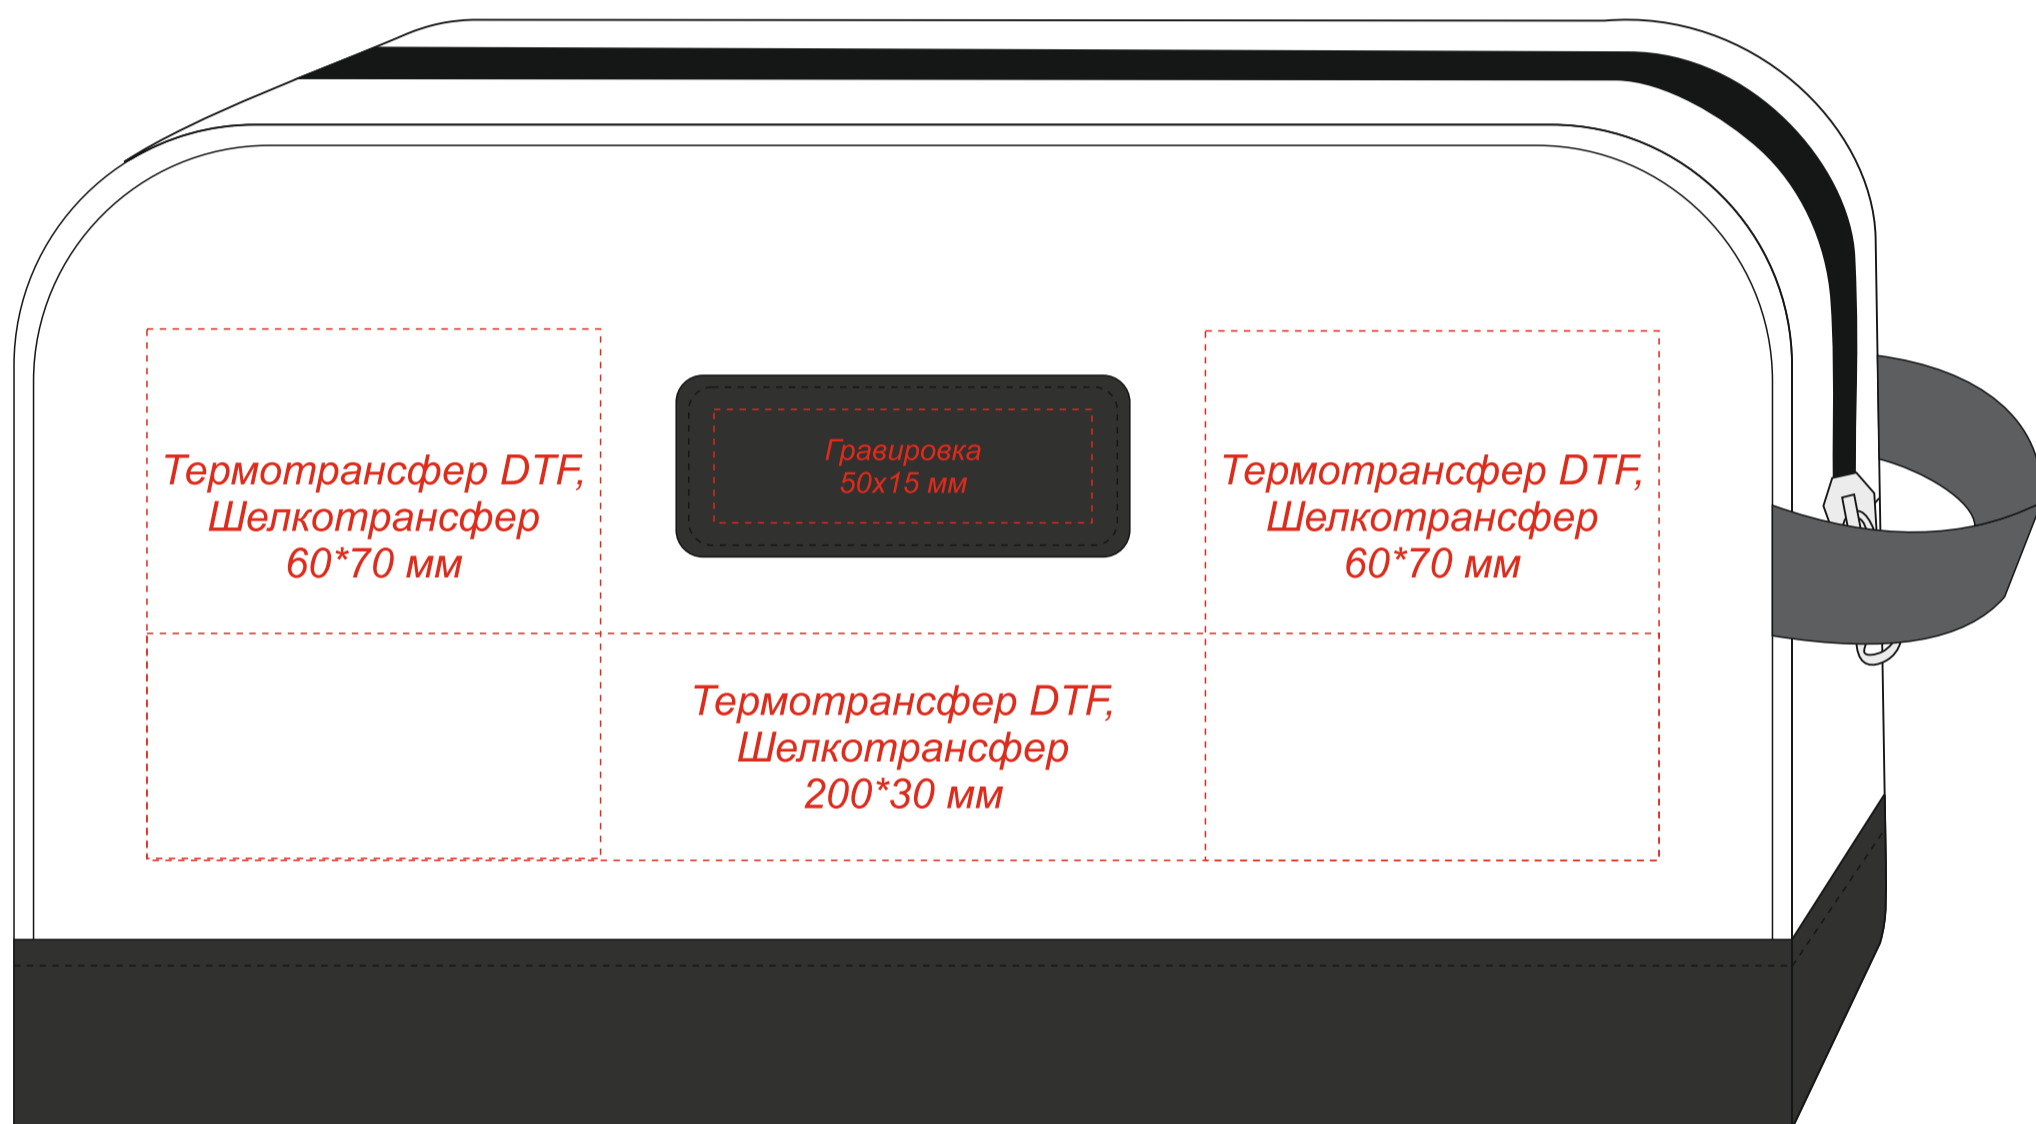 Термотрансфер DTF,
Шелкотрансфер
60*70 мм
Гравировка
50x15 мм
Термотрансфер DTF,
Шелкотрансфер
60*70 мм
Термотрансфер DTF,
Шелкотрансфер
200*30 мм